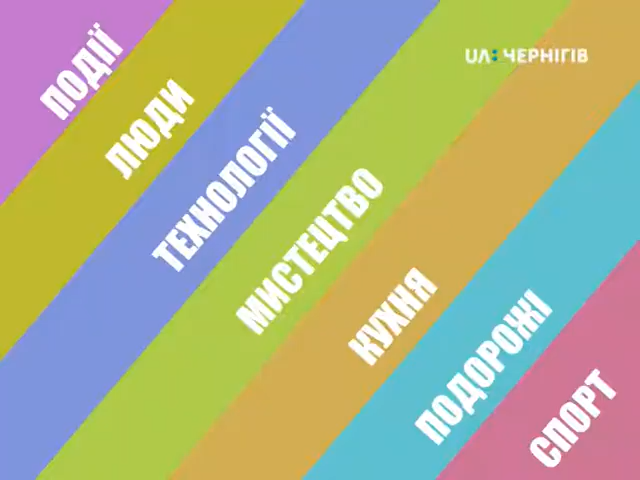 UA: ЧЕРНІГІВ
ПОДІЇ
ЛЮДИ
ТЕХНОЛОГІЇ
МИСТЕЦТВО
КУХНЯ
ПОДОРОЖІ
СПОРТ